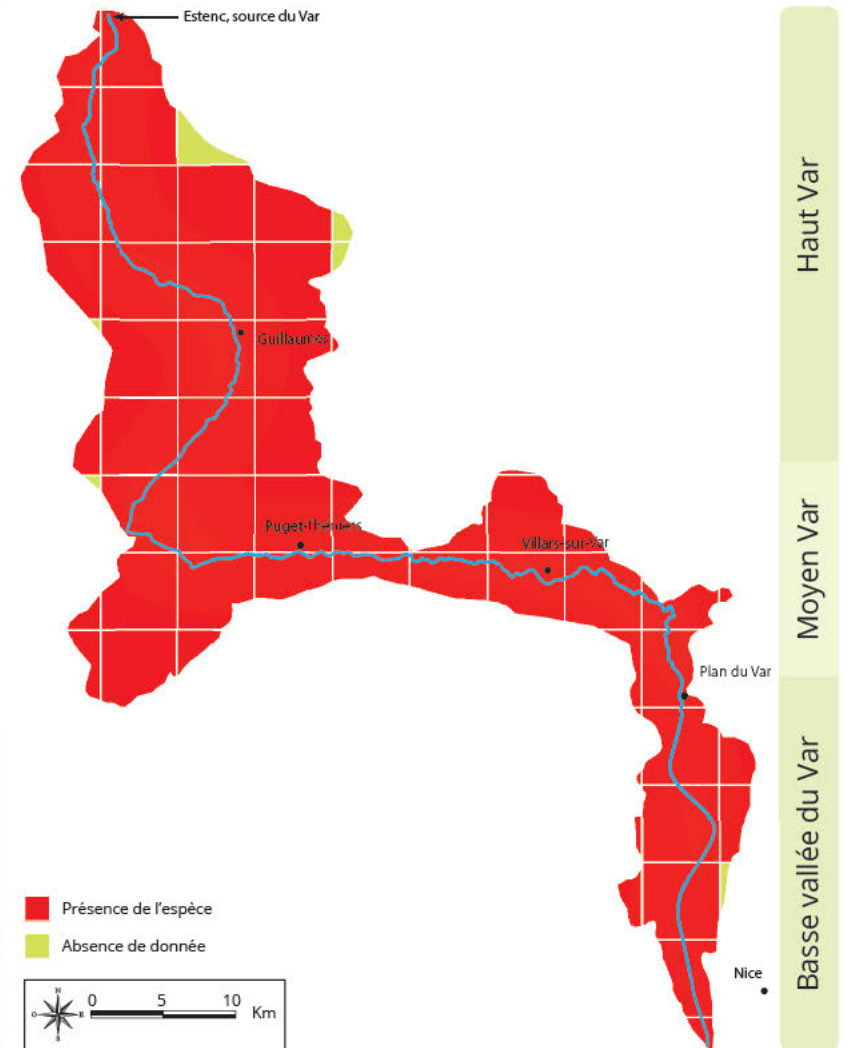 Estenc, source du Var
Haut Var
Guillaumes
Puget-Théniers
Villars-sur-Var
Moyen Var
Plan du Var
Basse vallée du Var
Présence de l'espèce
Absence de donnée
Nice
N
O
E
S
0 5 10 Km